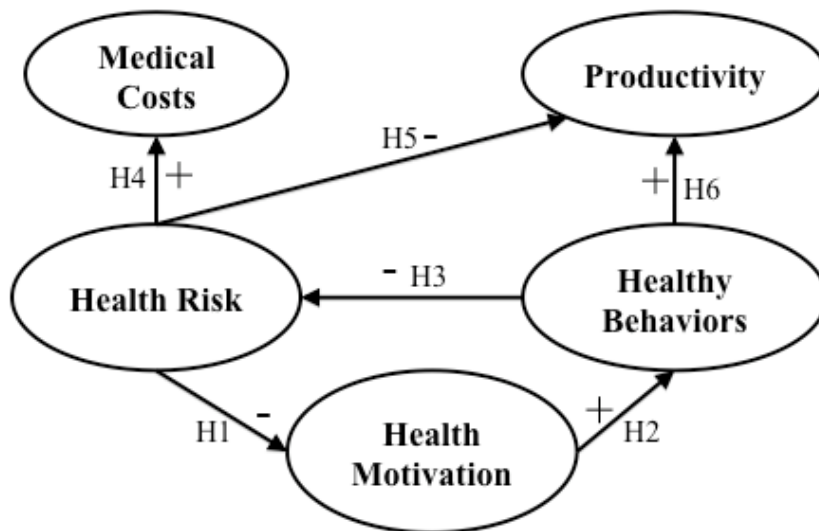 Medical
Costs
Productivity
H5 -
H4 +
+ H6
Health Risk
- H3
Healthy
Behaviors
H1 -
Health
Motivation
+ H2